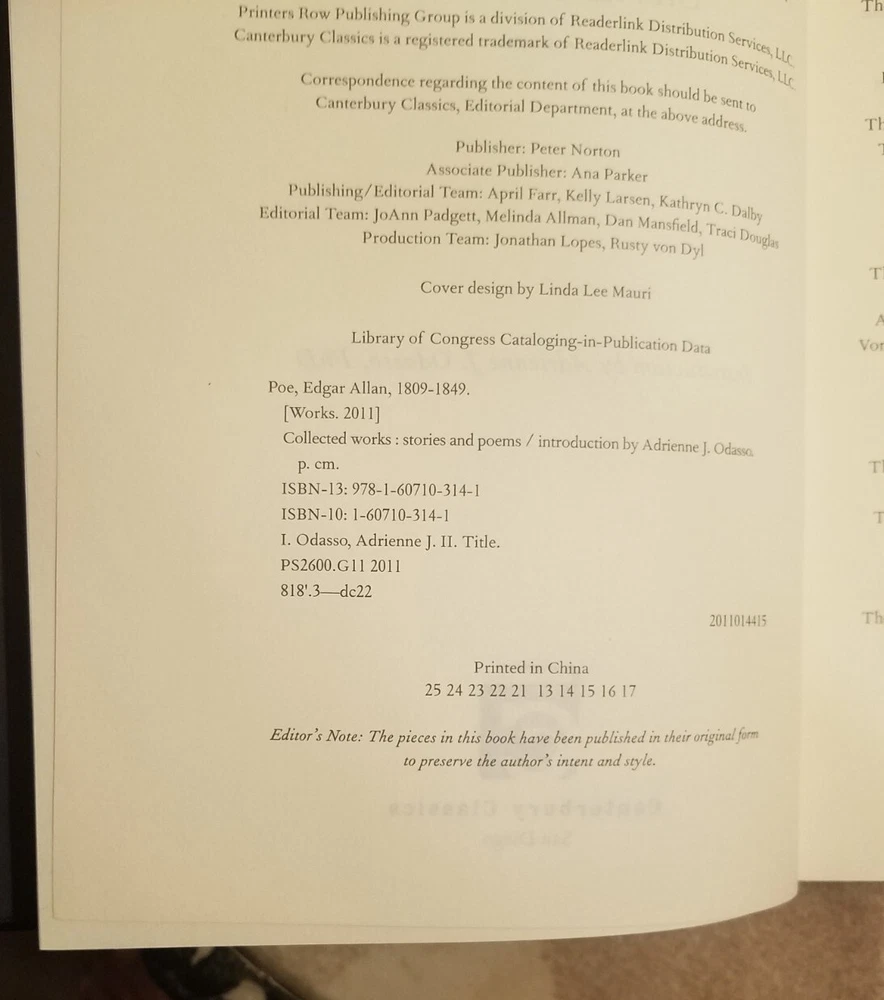 Printers Row Publishing Group is a division of Readerlink Distribution Services, LLC
Canterbury Classics is a registered trademark of Readerlink Distribution Services, LLC
Correspondence regarding the content of this book should be sent to
Canterbury Classics, Editorial Department, at the above address.
Publisher: Peter Norton
Associate Publisher: Ana Parker
Publishing/Editorial Team: April Farr, Kelly Larsen, Kathryn C. Dalby
Editorial Team: JoAnn Padgett, Melinda Allman, Dan Mansfield, Traci Douglas
Production Team: Jonathan Lopes, Rusty von Dyl
Cover design by Linda Lee Mauri
Library of Congress Cataloging-in-Publication Data
Poe, Edgar Allan, 1809-1849.
[Works. 2011]
Collected works : stories and poems / introduction by Adrienne J. Odasso.
p. cm.
ISBN-13: 978-1-60710-314-1
ISBN-10: 1-60710-314-1
I. Odasso, Adrienne J. II. Title.
PS2600.G11 2011
818'.3—dc22
2011014415
Printed in China
25 24 23 22 21 13 14 15 16 17
Editor's Note: The pieces in this book have been published in their original form
to preserve the author's intent and style.